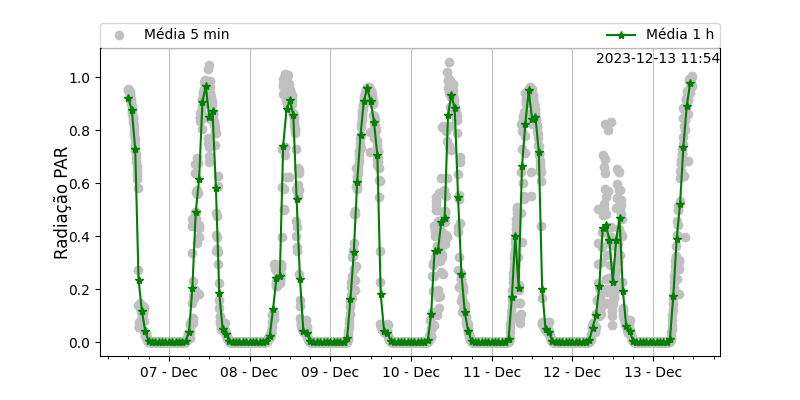 Média 5 min
Média 1 h
2023-12-13 11:54
Radiação PAR
1.0
0.8
0.6
0.4
0.2
0.0
07 - Dec
08 - Dec
09 - Dec
10 - Dec
11 - Dec
12 - Dec
13 - Dec